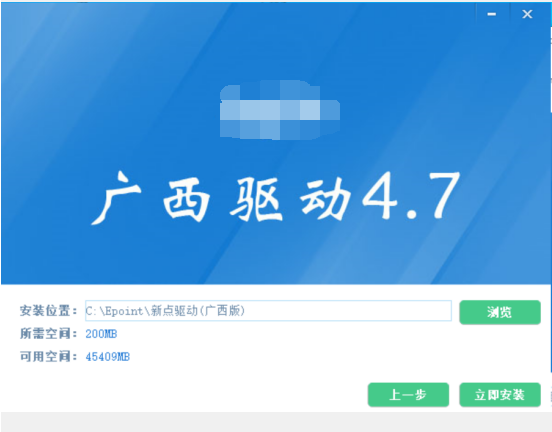 广西驱动4.7
安装位置： C:\Epoint\新点驱动(广西版) 浏览
所需空间： 200MB
可用空间： 45409MB
上一步 立即安装